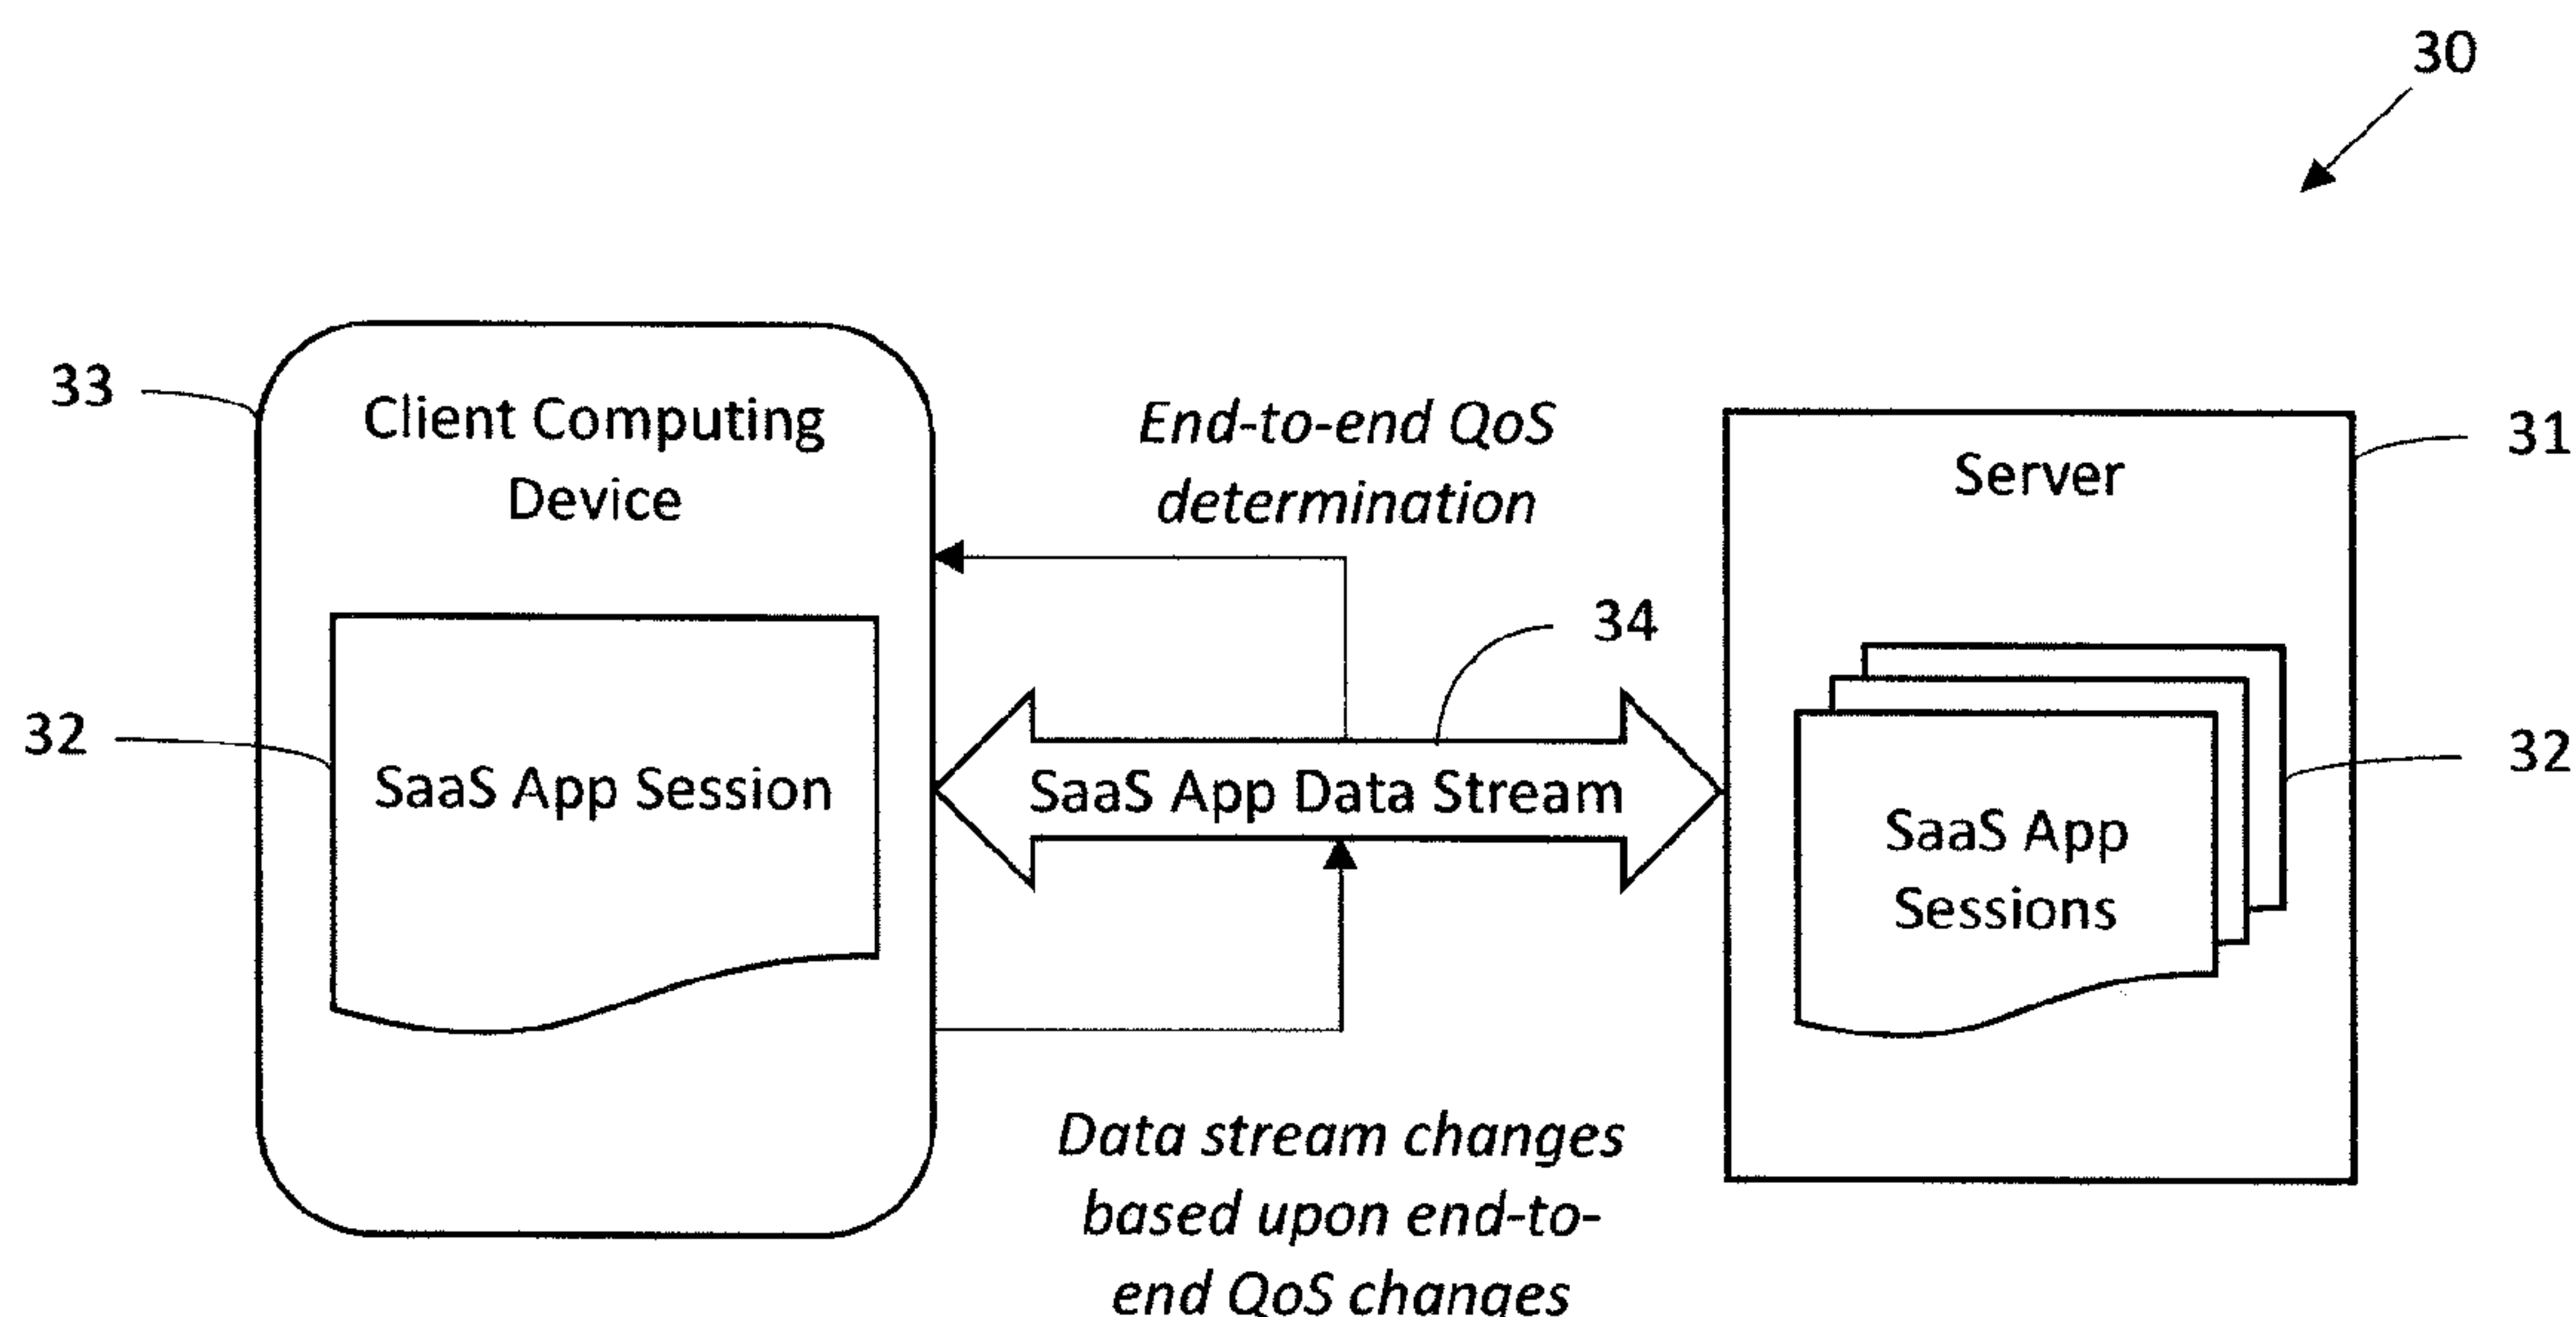 30
33
Client Computing
Device
End-to-end QoS
determination
Server
31
34
32
SaaS App Session
SaaS App Data Stream
SaaS App
Sessions
32
Data stream changes
based upon end-to-
end QoS changes